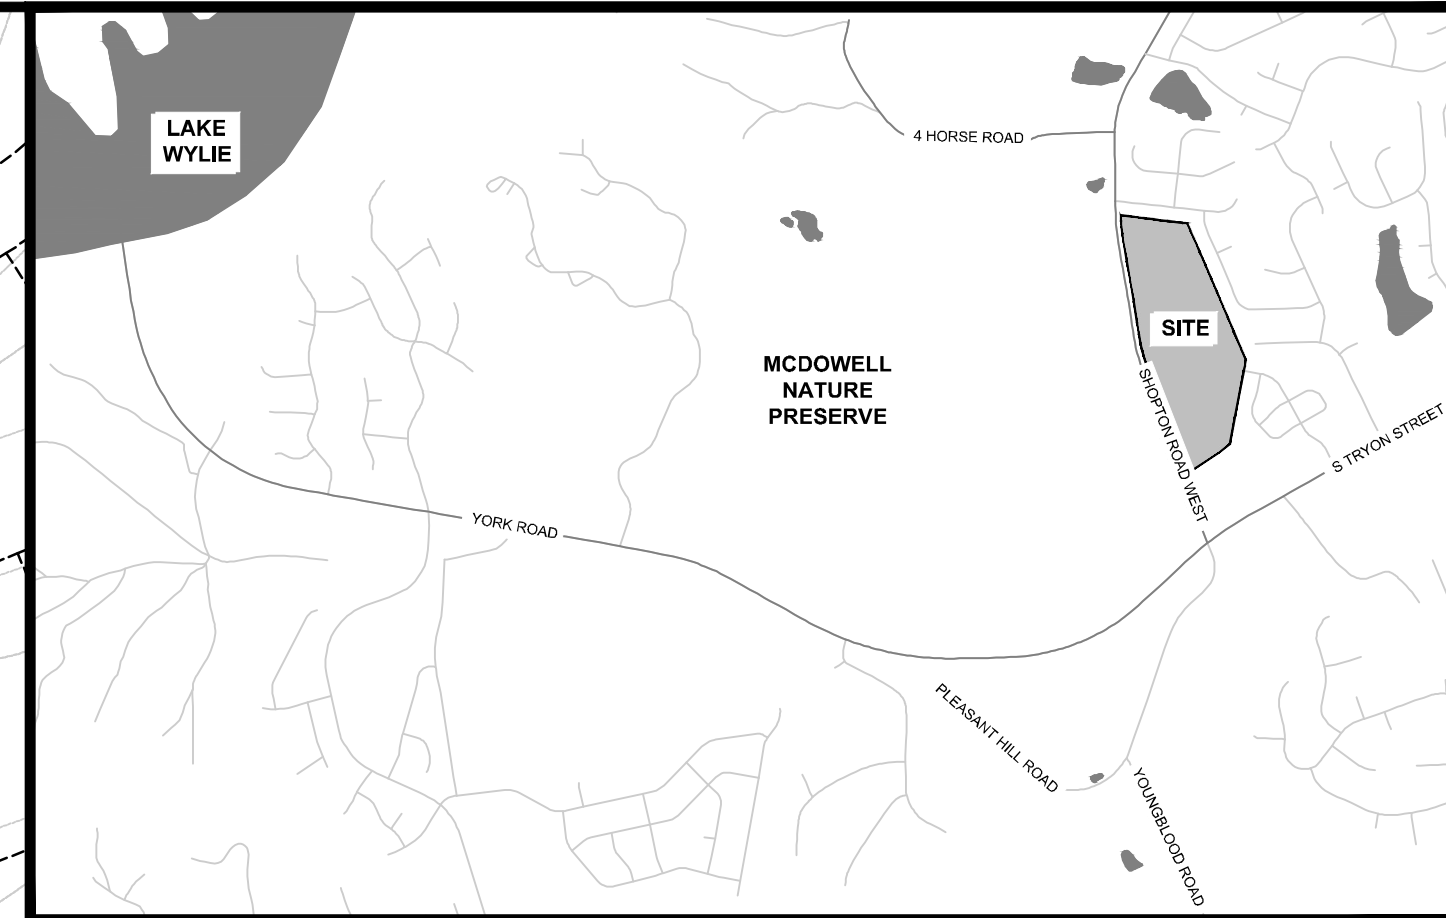 LAKE
WYLIE
4 HORSE ROAD
SITE
MCDOWELL
NATURE
PRESERVE
SHOPTON ROAD WEST
S TRYON STREET
YORK ROAD
PLEASANT HILL ROAD
YOUNGBLOOD ROAD